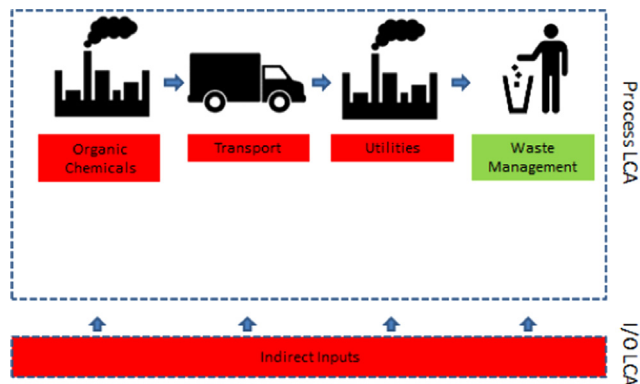 Organic
Chemicals
Transport
Utilities
Waste
Management
Process LCA
Indirect Inputs
I/O LCA